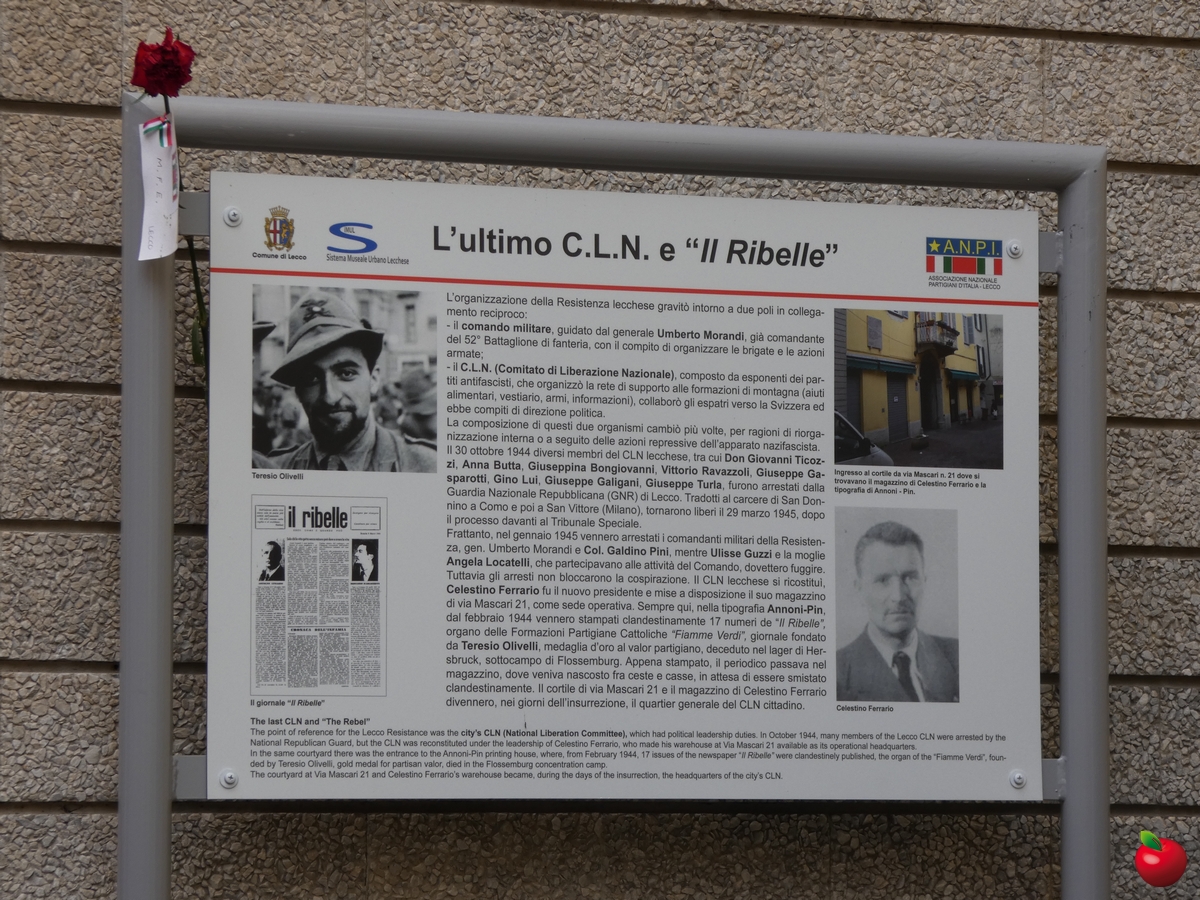 Comune di Lecco
SIMUL
Sistema Museale Urbano Lecchese
L'ultimo C.L.N. e "Il Ribelle"
A.N.P.I.
ASSOCIAZIONE NAZIONALE
PARTIGIANI D'ITALIA - LECCO
L'organizzazione della Resistenza lecchese gravitò intorno a due poli in collega-
mento reciproco:
- il comando militare, guidato dal generale Umberto Morandi, già comandante
del 52° Battaglione di fanteria, con il compito di organizzare le brigate e le azioni
armate;
- il C.L.N. (Comitato di Liberazione Nazionale), composto da esponenti dei par-
titi antifascisti, che organizzò la rete di supporto alle formazioni di montagna (aiuti
alimentari, vestiario, armi, informazioni), collaborò gli espatri verso la Svizzera ed
ebbe compiti di direzione politica.
La composizione di questi due organismi cambiò più volte, per ragioni di riorga-
nizzazione interna o a seguito delle azioni repressive dell'apparato nazifascista.
Il 30 ottobre 1944 diversi membri del CLN lecchese, tra cui Don Giovanni Ticoz-
zi, Anna Butta, Giuseppina Bongiovanni, Vittorio Ravazzoli, Giuseppe Ga-
sparotti, Gino Lui, Giuseppe Galigani, Giuseppe Turla, furono arrestati dalla
Guardia Nazionale Repubblicana (GNR) di Lecco. Tradotti al carcere di San Don-
nino a Como e poi a San Vittore (Milano), tornarono liberi il 29 marzo 1945, dopo
il processo davanti al Tribunale Speciale.
Frattanto, nel gennaio 1945 vennero arrestati i comandanti militari della Resisten-
za, gen. Umberto Morandi e Col. Galdino Pini, mentre Ulisse Guzzi e la moglie
Angela Locatelli, che partecipavano alle attività del Comando, dovettero fuggire.
Tuttavia gli arresti non bloccarono la cospirazione. Il CLN lecchese si ricostituì,
Celestino Ferrario fu il nuovo presidente e mise a disposizione il suo magazzino
di via Mascari 21, come sede operativa. Sempre qui, nella tipografia Annoni-Pin,
dal febbraio 1944 vennero stampati clandestinamente 17 numeri de "Il Ribelle",
organo delle Formazioni Partigiane Cattoliche "Fiamme Verdi", giornale fondato
da Teresio Olivelli, medaglia d'oro al valor partigiano, deceduto nel lager di Her-
sbruck, sottocampo di Flossemburg. Appena stampato, il periodico passava nel
magazzino, dove veniva nascosto fra ceste e casse, in attesa di essere smistato
clandestinamente. Il cortile di via Mascari 21 e il magazzino di Celestino Ferrario
divennero, nei giorni dell'insurrezione, il quartier generale del CLN cittadino.
Teresio Olivelli
il ribelle
Il giornale "Il Ribelle"
Ingresso al cortile da via Mascari n. 21 dove si
trovavano il magazzino di Celestino Ferrario e la
tipografia di Annoni - Pin.
Celestino Ferrario
The last CLN and "The Rebel"
The point of reference for the Lecco Resistance was the city's CLN (National Liberation Committee), which had political leadership duties. In October 1944, many members of the Lecco CLN were arrested by the
National Republican Guard, but the CLN was reconstituted under the leadership of Celestino Ferrario, who made his warehouse at Via Mascari 21 available as its operational headquarters.
In the same courtyard there was the entrance to the Annoni-Pin printing house, where, from February 1944, 17 issues of the newspaper "Il Ribelle" were clandestinely published, the organ of the "Fiamme Verdi", foun-
ded by Teresio Olivelli, gold medal for partisan valor, died in the Flossemburg concentration camp.
The courtyard at Via Mascari 21 and Celestino Ferrario's warehouse became, during the days of the insurrection, the headquarters of the city's CLN.